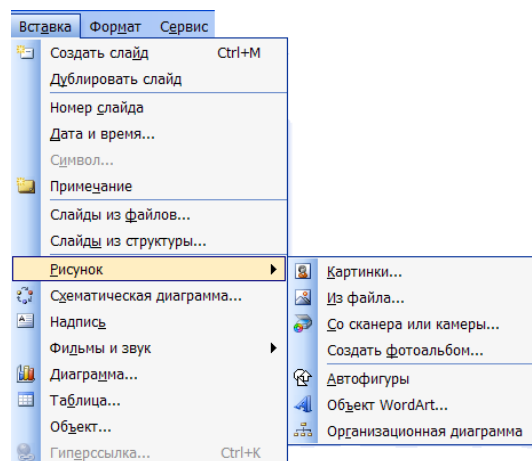 Вставка Формат Сервис
Создать слайд Ctrl+M
Дублировать слайд
Номер слайда
Дата и время...
Символ...
Примечание
Слайды из файлов...
Слайды из структуры...
Рисунок
Схематическая диаграмма...
Надпись
Фильмы и звук
Диаграмма...
Таблица...
Объект...
Гиперссылка... Ctrl+K
Картинки...
Из файла...
Со сканера или камеры...
Создать фотоальбом...
Автофигуры
Объект WordArt...
Организационная диаграмма